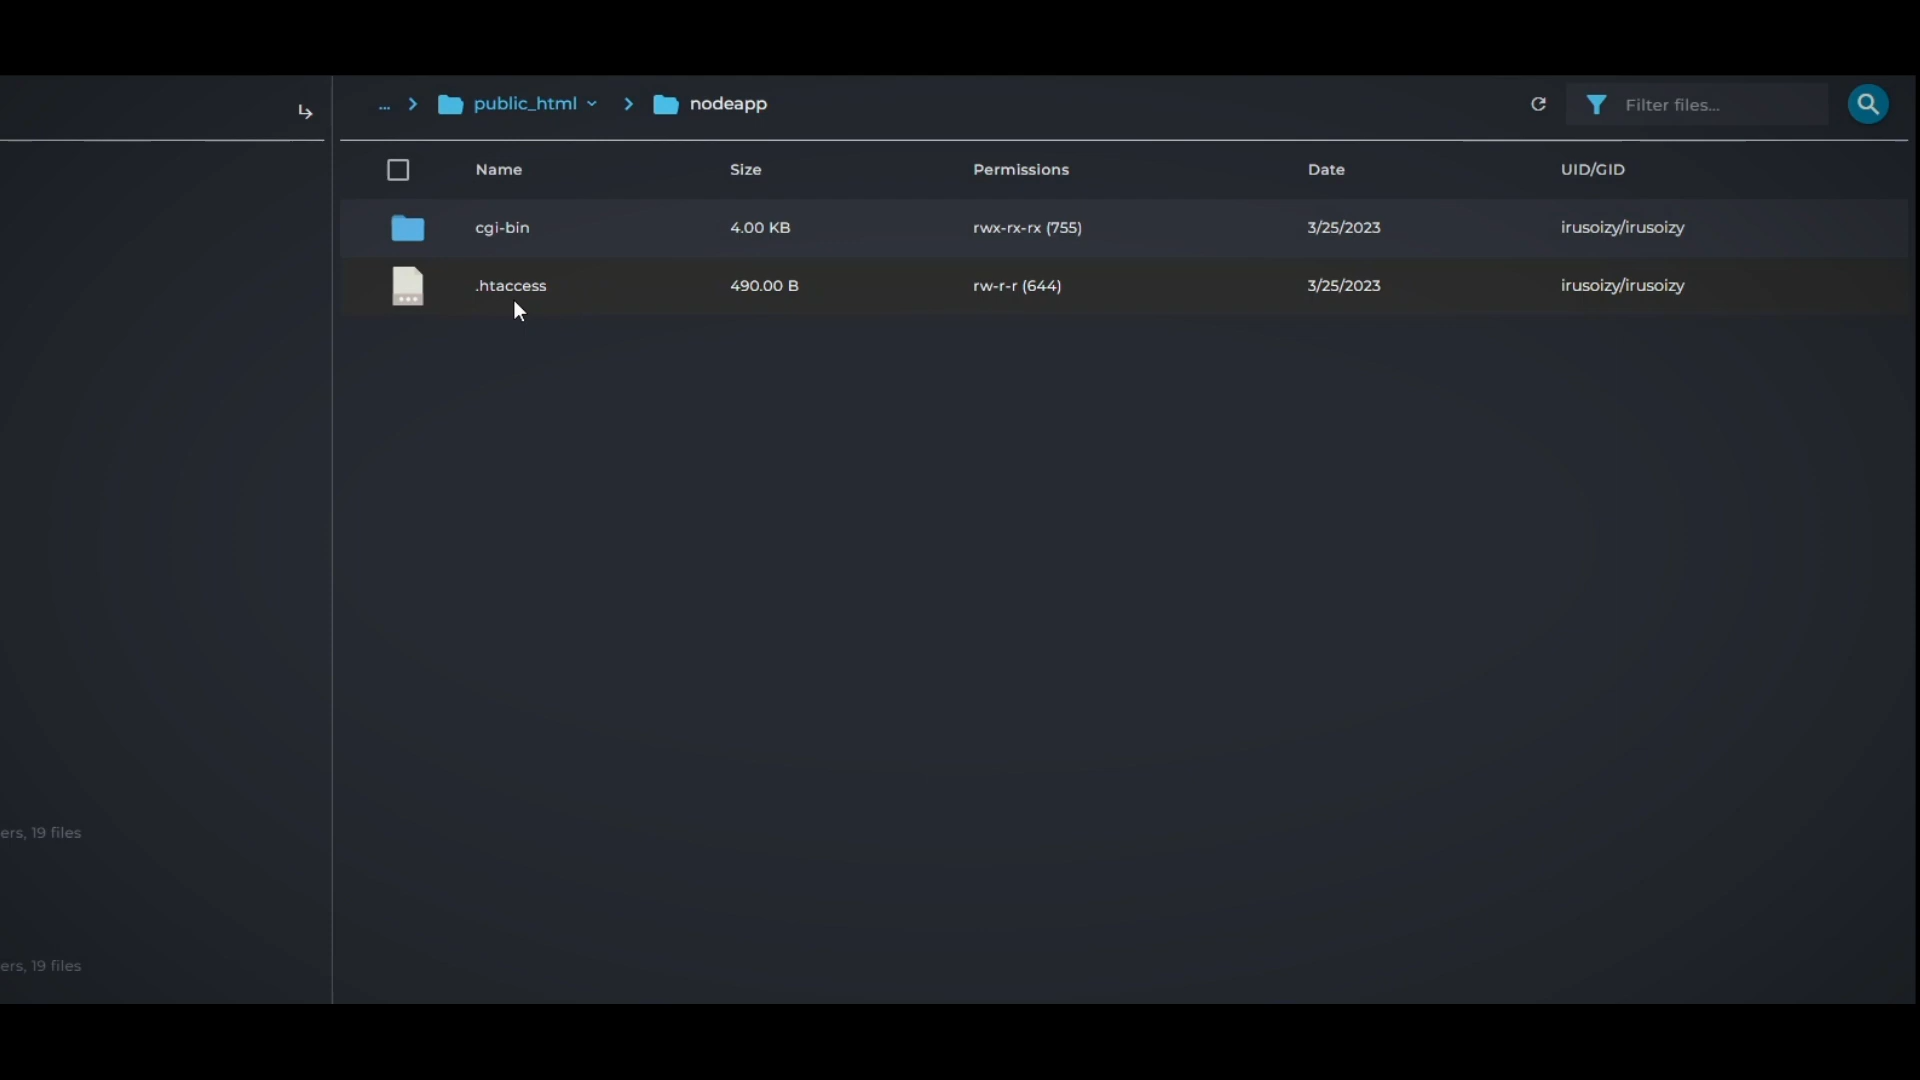 ... > public_html > nodeapp
Filter files...
Name Size Permissions Date UID/GID
cgi-bin 4.00 KB rwx-rx-rx (755) 3/25/2023 irusoizy/irusoizy
.htaccess 490.00 B rw-r-r (644) 3/25/2023 irusoizy/irusoizy
ers, 19 files
ers, 19 files